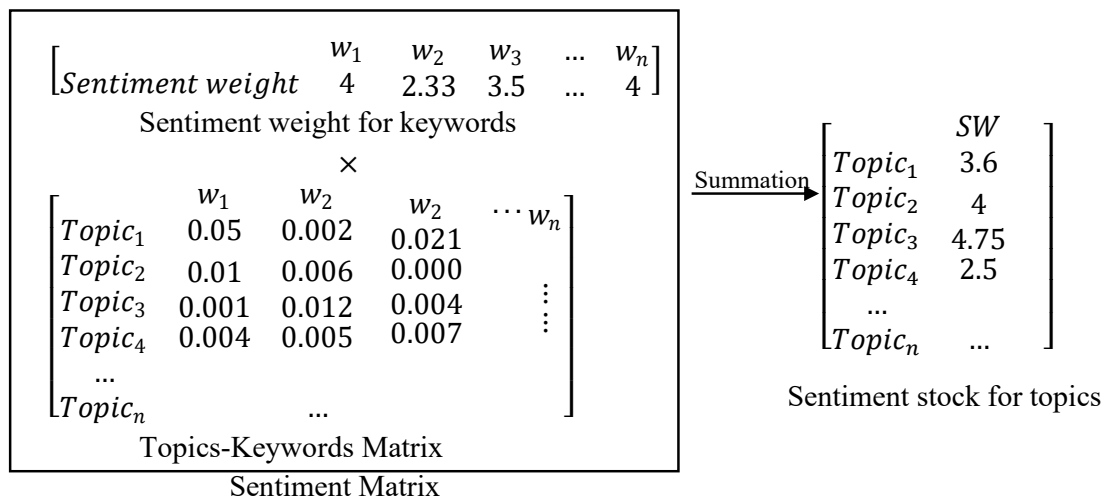 w₁ w₂ w₃ … wₙ
Sentiment weight 4 2.33 3.5 … 4
Sentiment weight for keywords
×
w₁ w₂ w₂ ⋯ wₙ
Topic₁ 0.05 0.002 0.021
Topic₂ 0.01 0.006 0.000
Topic₃ 0.001 0.012 0.004 ⋮
Topic₄ 0.004 0.005 0.007 ⋮
…
Topicₙ …
Topics-Keywords Matrix
Sentiment Matrix
Summation
SW
Topic₁ 3.6
Topic₂ 4
Topic₃ 4.75
Topic₄ 2.5
…
Topicₙ …
Sentiment stock for topics